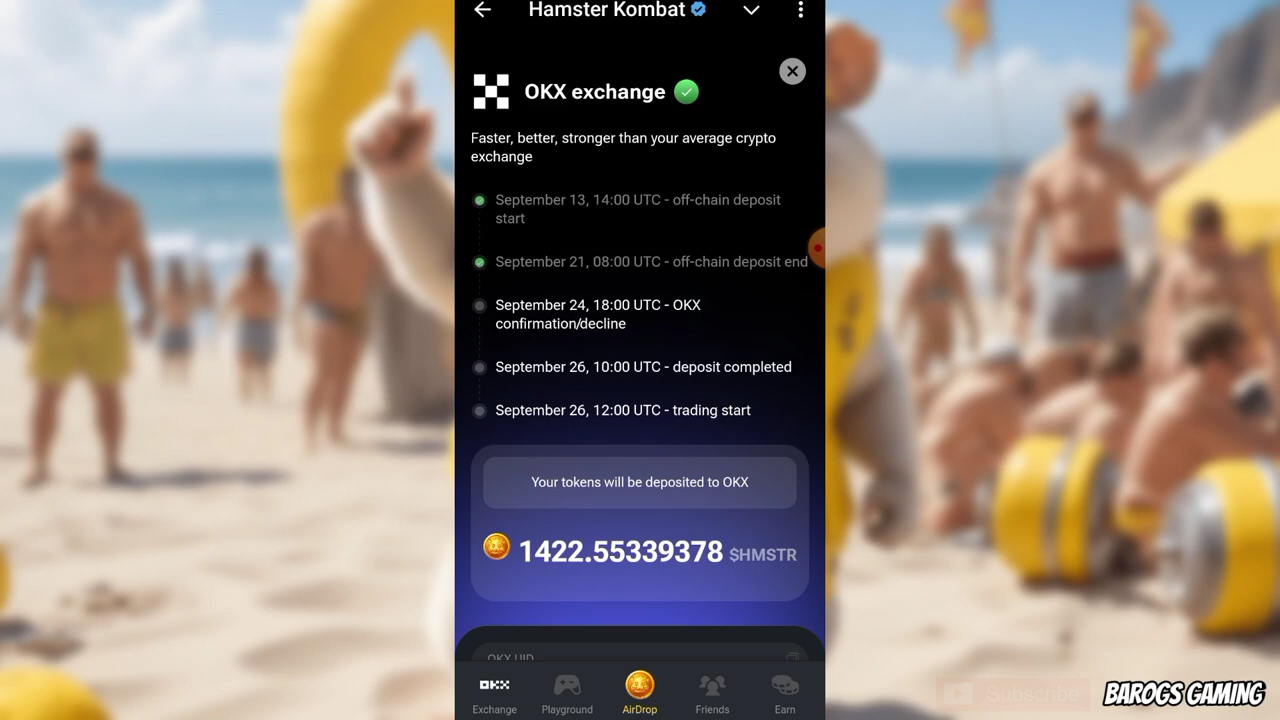 Hamster Kombat
OKX exchange
Faster, better, stronger than your average crypto
exchange
September 13, 14:00 UTC - off-chain deposit
start
September 21, 08:00 UTC - off-chain deposit end
September 24, 18:00 UTC - OKX
confirmation/decline
September 26, 10:00 UTC - deposit completed
September 26, 12:00 UTC - trading start
Your tokens will be deposited to OKX
1422.55339378 $HMSTR
OKX UID
OKX
Exchange
Playground
AirDrop
Friends
Earn
Subscribe
BAROGS GAMING